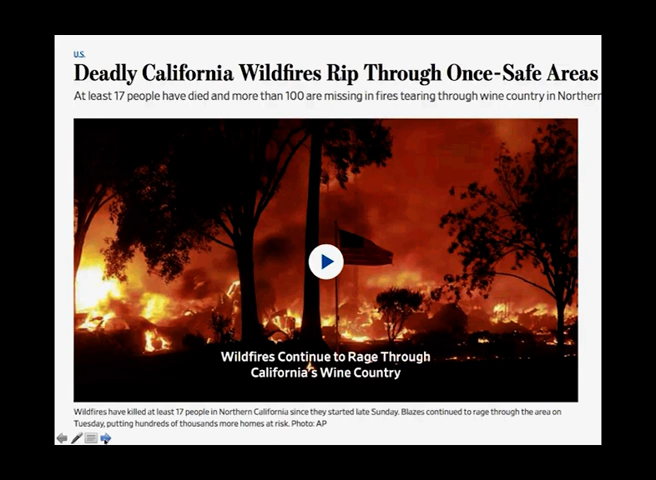 U.S.
Deadly California Wildfires Rip Through Once-Safe Areas
At least 17 people have died and more than 100 are missing in fires tearing through wine country in Northern
Wildfires Continue to Rage Through
California's Wine Country
Wildfires have killed at least 17 people in Northern California since they started late Sunday. Blazes continued to rage through the area on
Tuesday, putting hundreds of thousands more homes at risk. Photo: AP